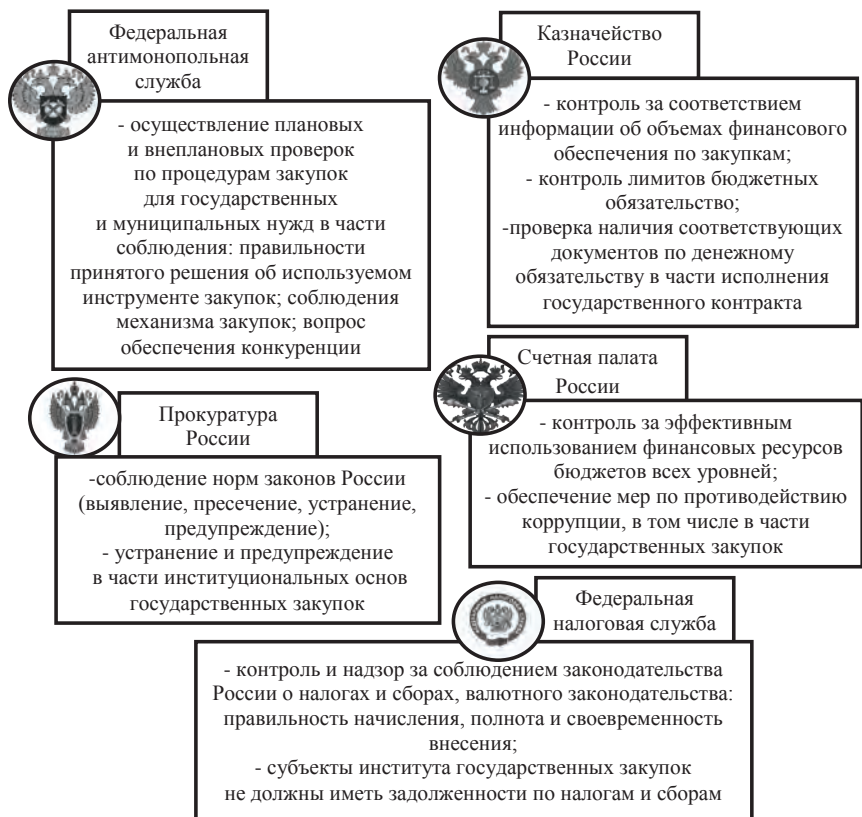 Федеральная
антимонопольная
служба
- осуществление плановых
и внеплановых проверок
по процедурам закупок
для государственных
и муниципальных нужд в части
соблюдения: правильности
принятого решения об используемом
инструменте закупок; соблюдения
механизма закупок; вопрос
обеспечения конкуренции
Казначейство
России
- контроль за соответствием
информации об объемах финансового
обеспечения по закупкам;
- контроль лимитов бюджетных
обязательство;
-проверка наличия соответствующих
документов по денежному
обязательству в части исполнения
государственного контракта
Прокуратура
России
-соблюдение норм законов России
(выявление, пресечение, устранение,
предупреждение);
- устранение и предупреждение
в части институциональных основ
государственных закупок
Счетная палата
России
- контроль за эффективным
использованием финансовых ресурсов
бюджетов всех уровней;
- обеспечение мер по противодействию
коррупции, в том числе в части
государственных закупок
Федеральная
налоговая служба
- контроль и надзор за соблюдением законодательства
России о налогах и сборах, валютного законодательства:
правильность начисления, полнота и своевременность
внесения;
- субъекты института государственных закупок
не должны иметь задолженности по налогам и сборам